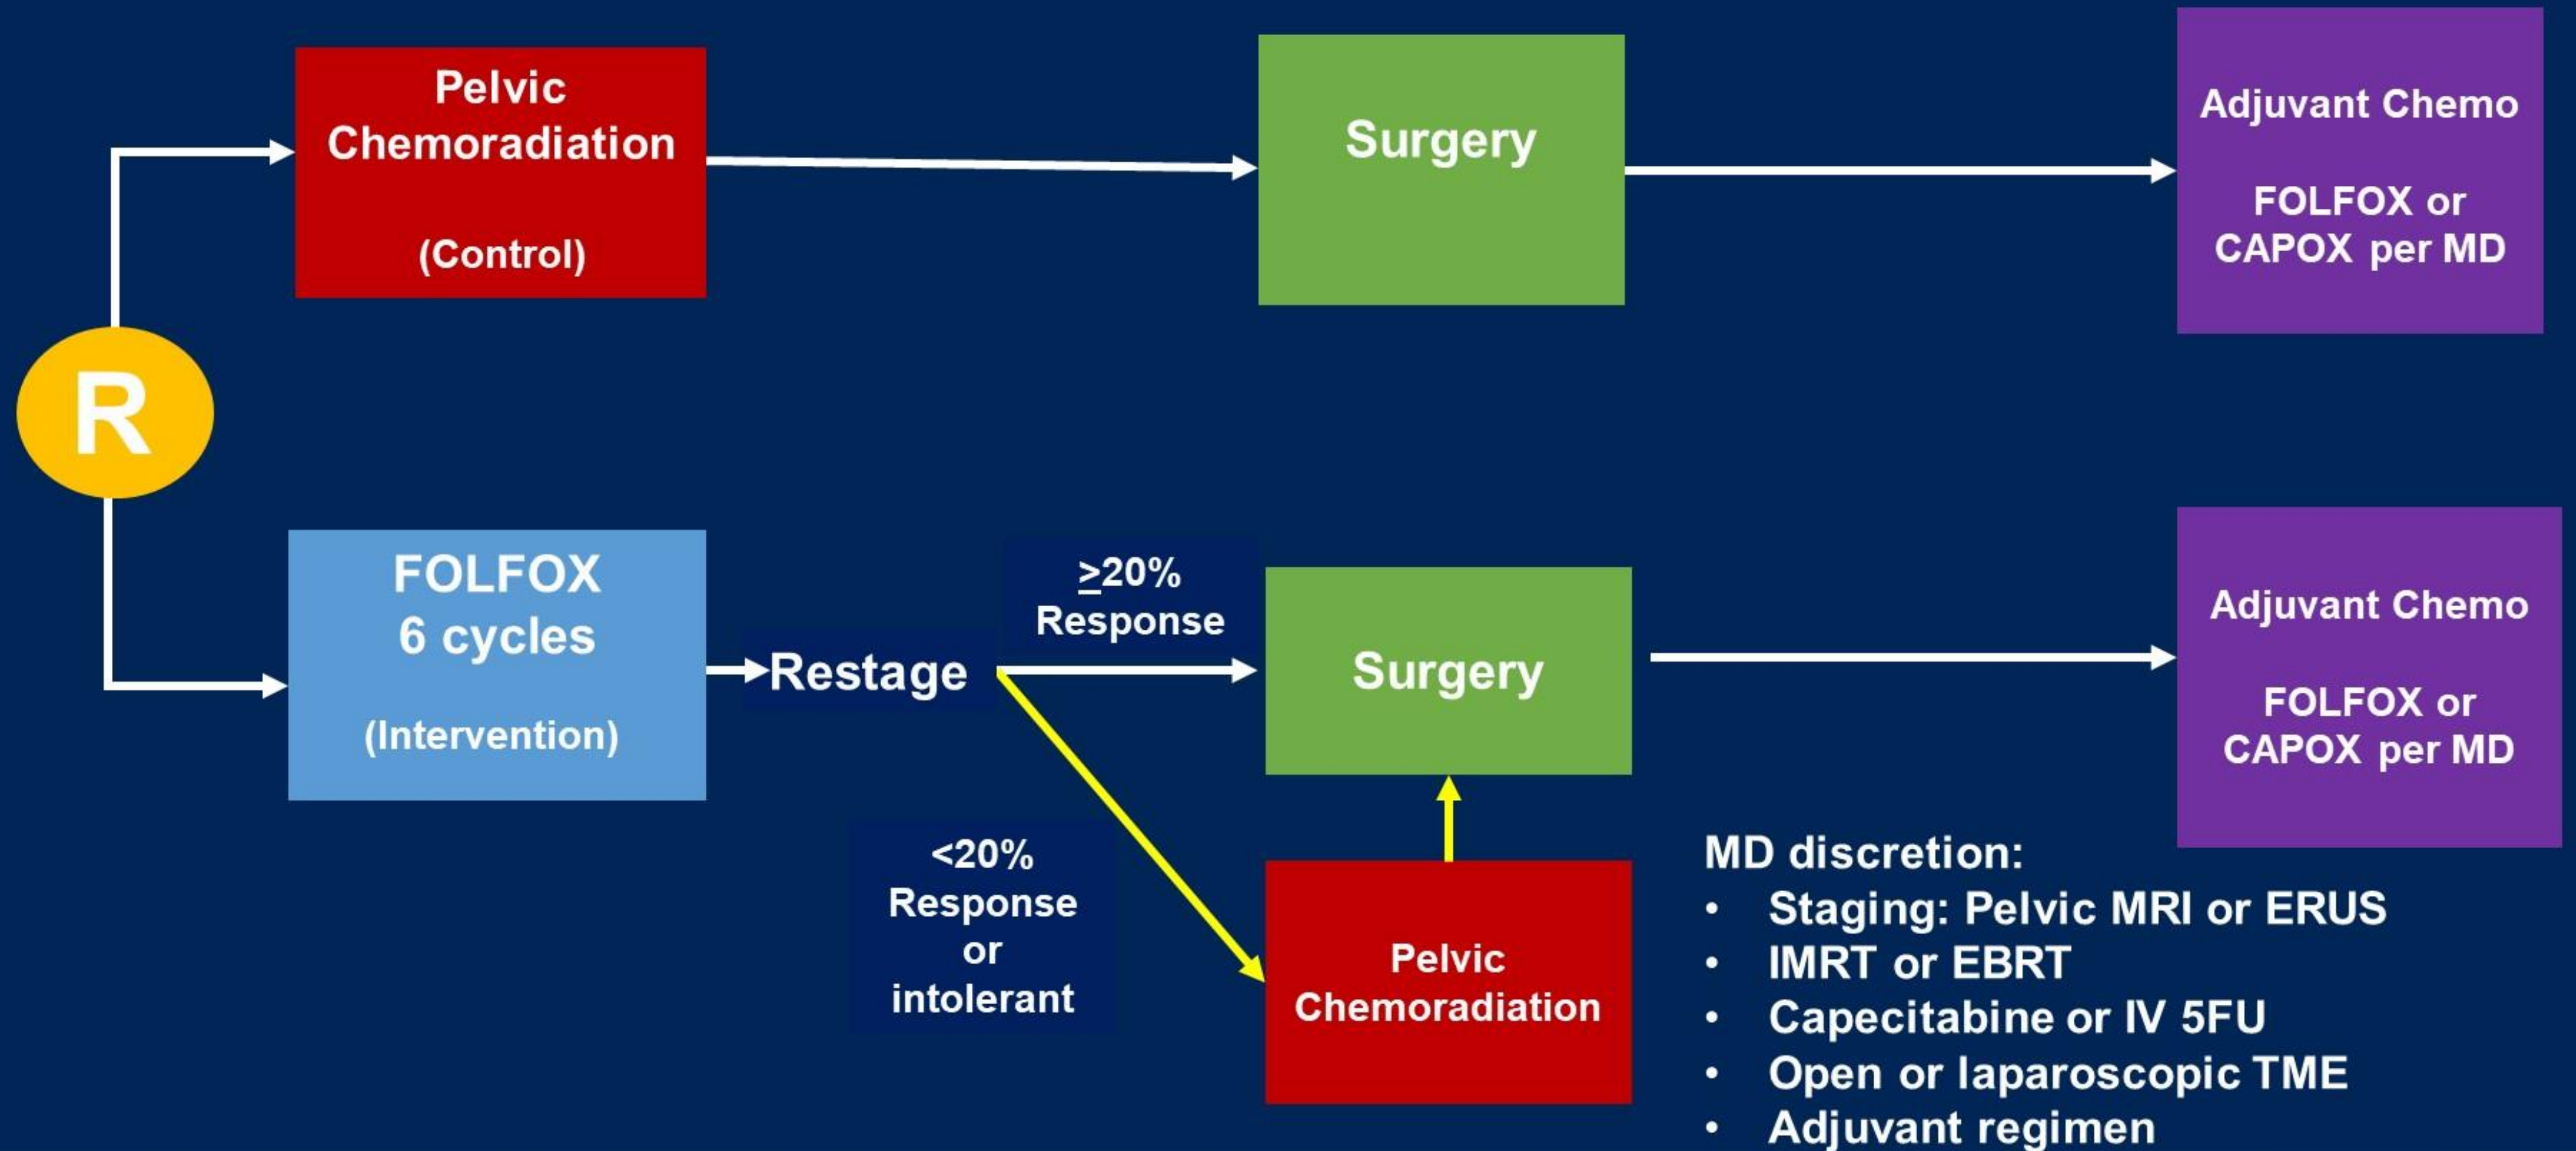 Pelvic
Chemoradiation
(Control)
Surgery
Adjuvant Chemo
FOLFOX or
CAPOX per MD
R
FOLFOX
6 cycles
(Intervention)
Restage
≥20%
Response
Surgery
Adjuvant Chemo
FOLFOX or
CAPOX per MD
<20%
Response
or
intolerant
Pelvic
Chemoradiation
MD discretion:
• Staging: Pelvic MRI or ERUS
• IMRT or EBRT
• Capecitabine or IV 5FU
• Open or laparoscopic TME
• Adjuvant regimen